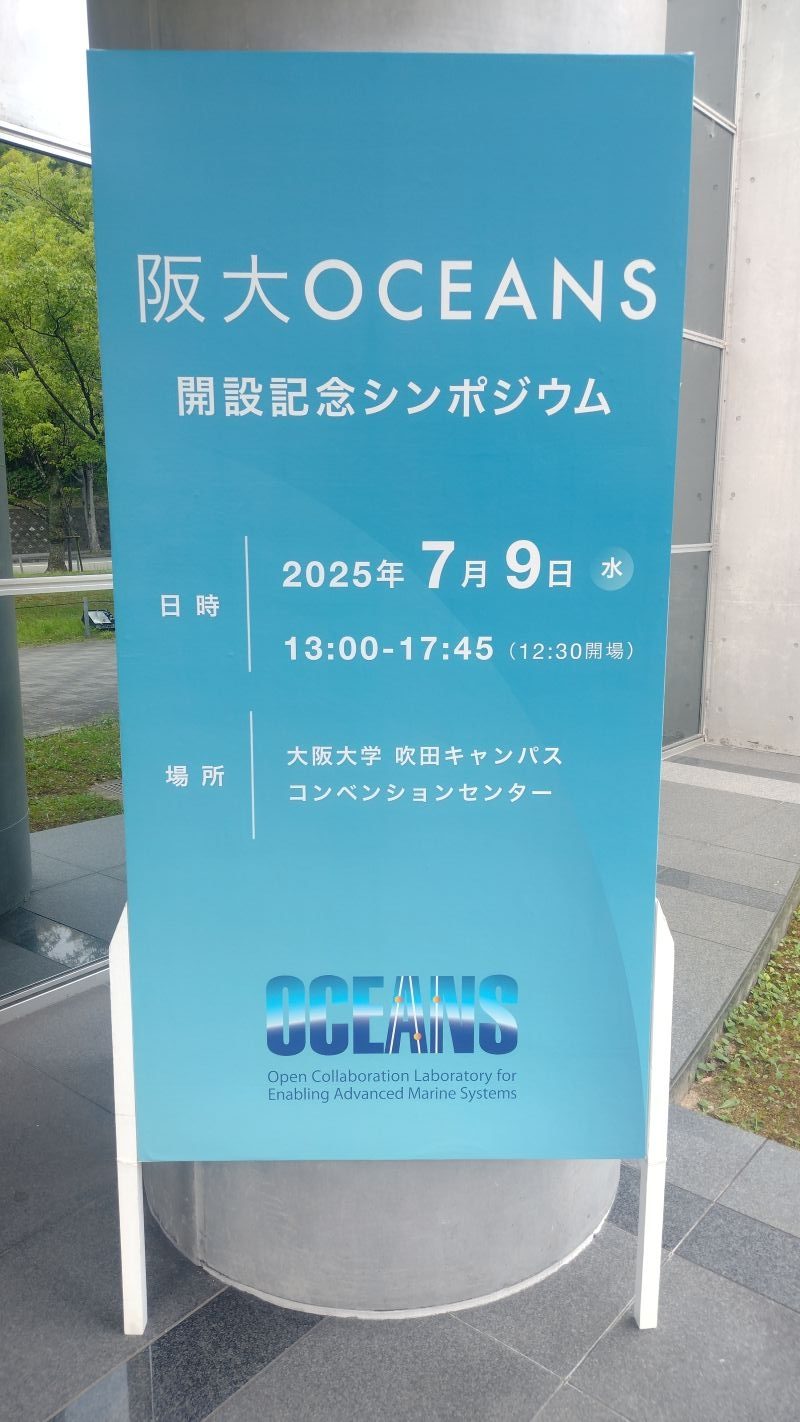 阪大OCEANS
開設記念シンポジウム
日時
2025年 7月 9日 水
13:00-17:45 (12:30開場)
場所
大阪大学 吹田キャンパス
コンベンションセンター
OCEANS
Open Collaboration Laboratory for
Enabling Advanced Marine Systems